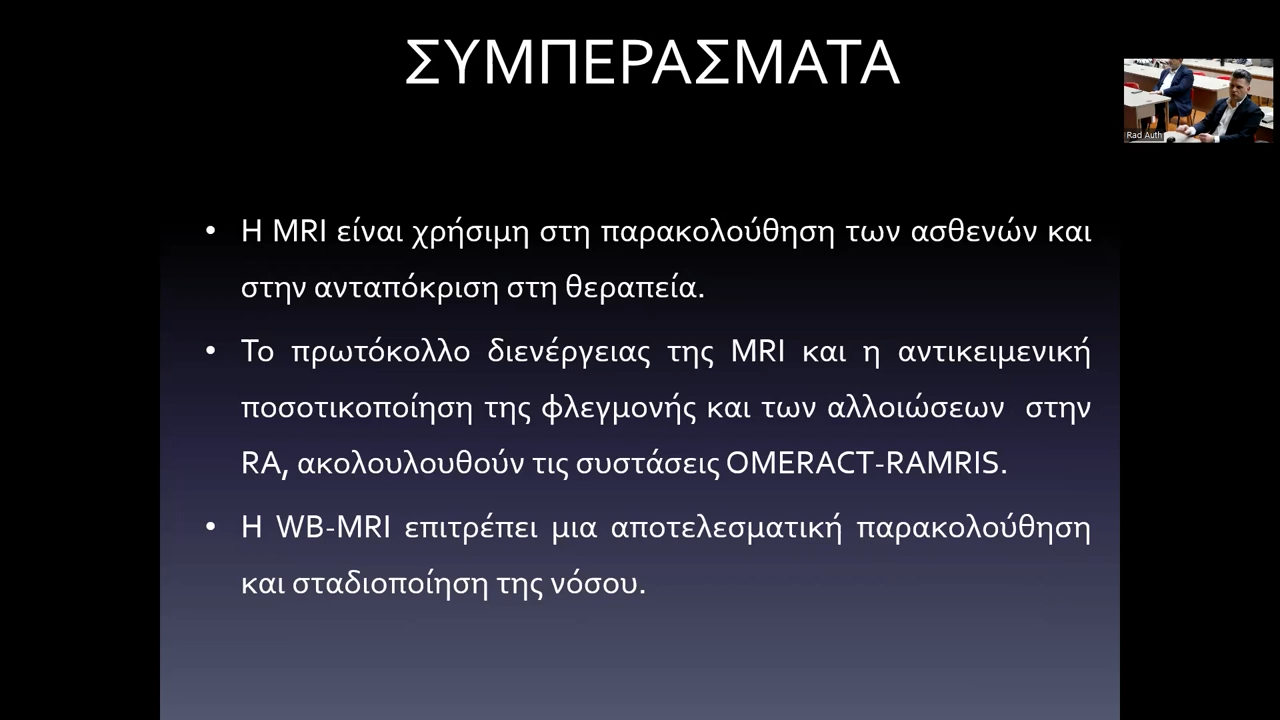 ΣΥΜΠΕΡΑΣΜΑΤΑ
Rad Auth
• Η MRI είναι χρήσιμη στη παρακολούθηση των ασθενών και
στην ανταπόκριση στη θεραπεία.
• Το πρωτόκολλο διενέργειας της MRI και η αντικειμενική
ποσοτικοποίηση της φλεγμονής και των αλλοιώσεων στην
RA, ακολουλουθούν τις συστάσεις OMERACT-RAMRIS.
• Η WB-MRI επιτρέπει μια αποτελεσματική παρακολούθηση
και σταδιοποίηση της νόσου.